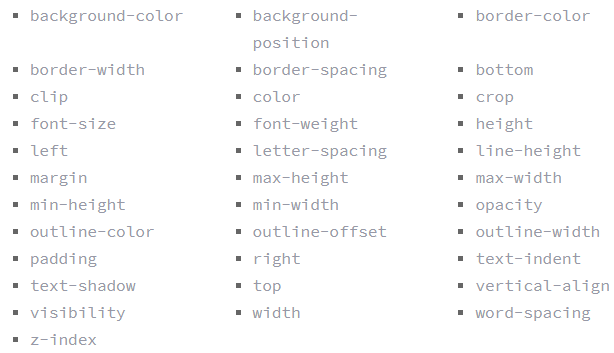 background-color
background-
position
border-color
border-width
border-spacing
bottom
clip
color
crop
font-size
font-weight
height
left
letter-spacing
line-height
margin
max-height
max-width
min-height
min-width
opacity
outline-color
outline-offset
outline-width
padding
right
text-indent
text-shadow
top
vertical-align
visibility
width
word-spacing
z-index